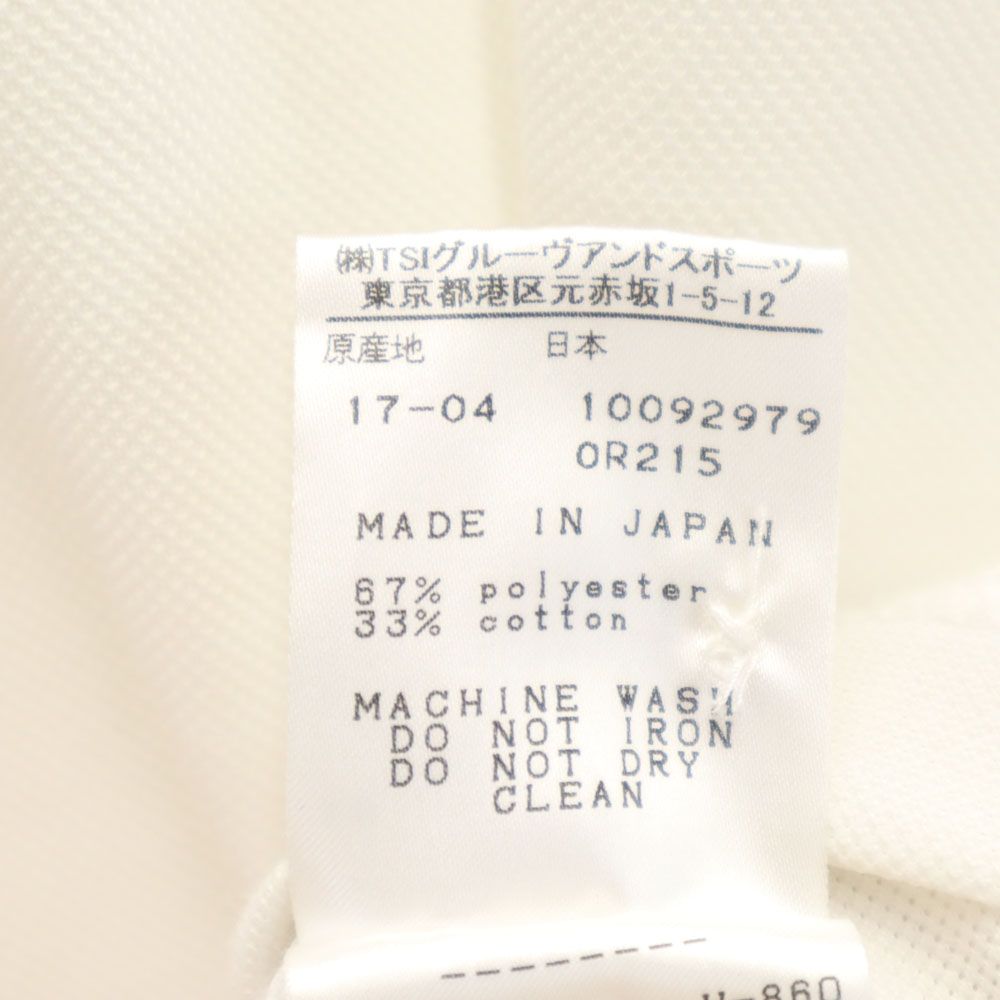 ㈱TSIグルーヴアンドスポーツ
東京都港区元赤坂1-5-12
原産地 日本
17-04 10092979
0R215
MADE IN JAPAN
67% polyester
33% cotton
MACHINE WASH
DO NOT IRON
DO NOT DRY
CLEAN
--------